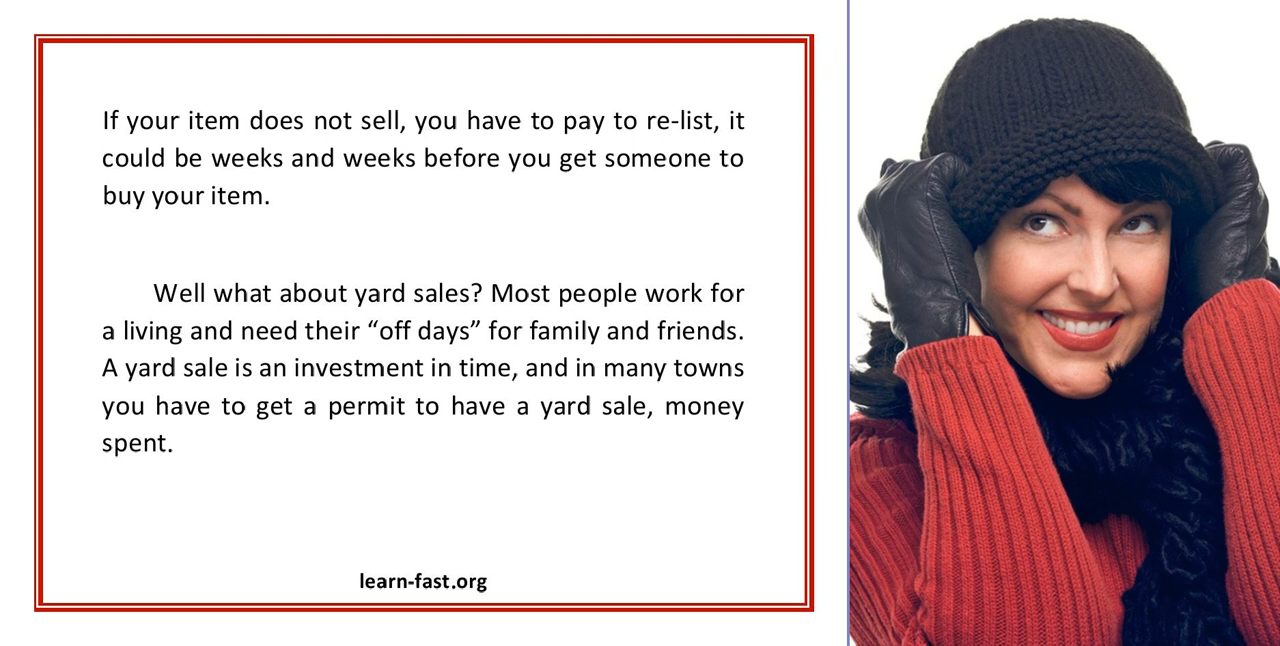 If your item does not sell, you have to pay to re-list, it
could be weeks and weeks before you get someone to
buy your item.
Well what about yard sales? Most people work for
a living and need their “off days” for family and friends.
A yard sale is an investment in time, and in many towns
you have to get a permit to have a yard sale, money
spent.
learn-fast.org